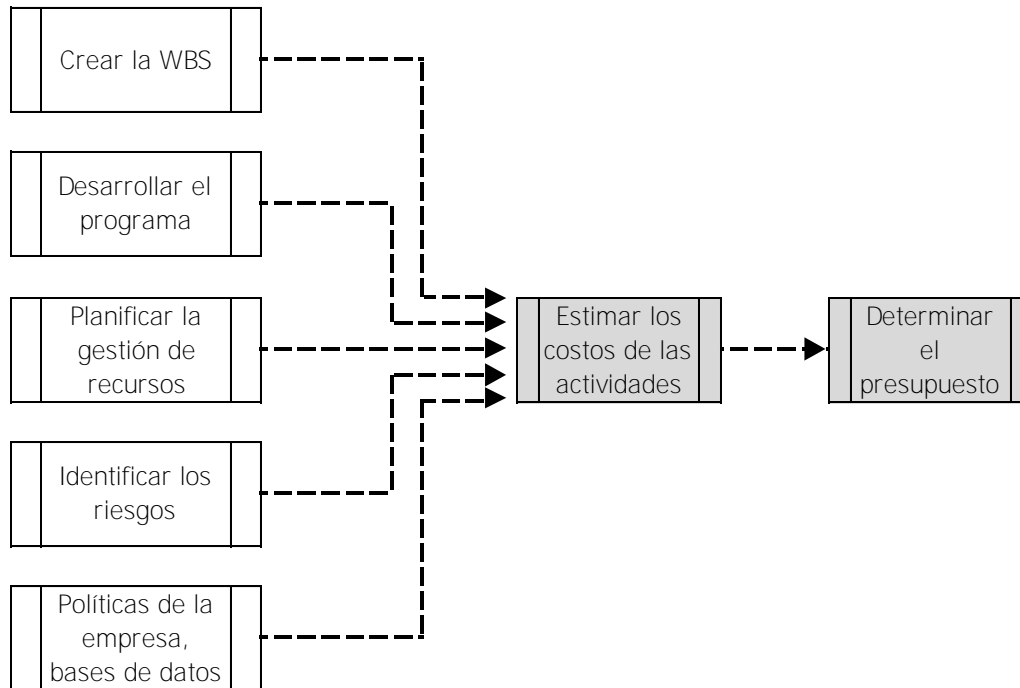 Crear la WBS
Desarrollar el
programa
Planificar la
gestión de
recursos
Identificar los
riesgos
Políticas de la
empresa,
bases de datos
Estimar los
costos de las
actividades
Determinar
el
presupuesto